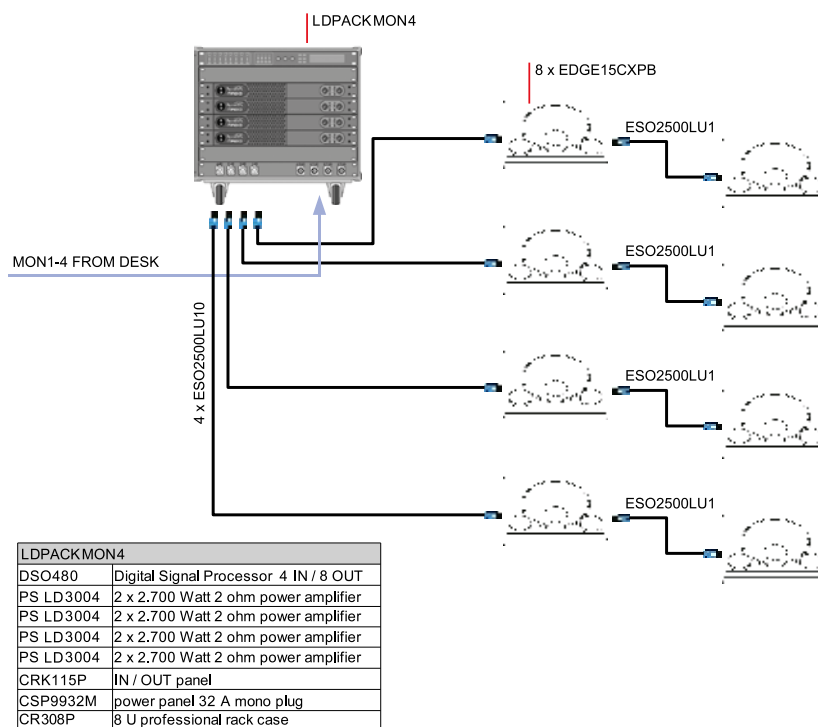 LDPACKMON4
8 x EDGE15CXPB
ESO2500LU1
ESO2500LU1
MON1-4 FROM DESK
4 x ESO2500LU10
ESO2500LU1
ESO2500LU1
LDPACKMON4
DSO480 Digital Signal Processor 4 IN / 8 OUT
PS LD3004 2 x 2.700 Watt 2 ohm power amplifier
PS LD3004 2 x 2.700 Watt 2 ohm power amplifier
PS LD3004 2 x 2.700 Watt 2 ohm power amplifier
PS LD3004 2 x 2.700 Watt 2 ohm power amplifier
CRK115P IN / OUT panel
CSP9932M power panel 32 A mono plug
CR308P 8 U professional rack case